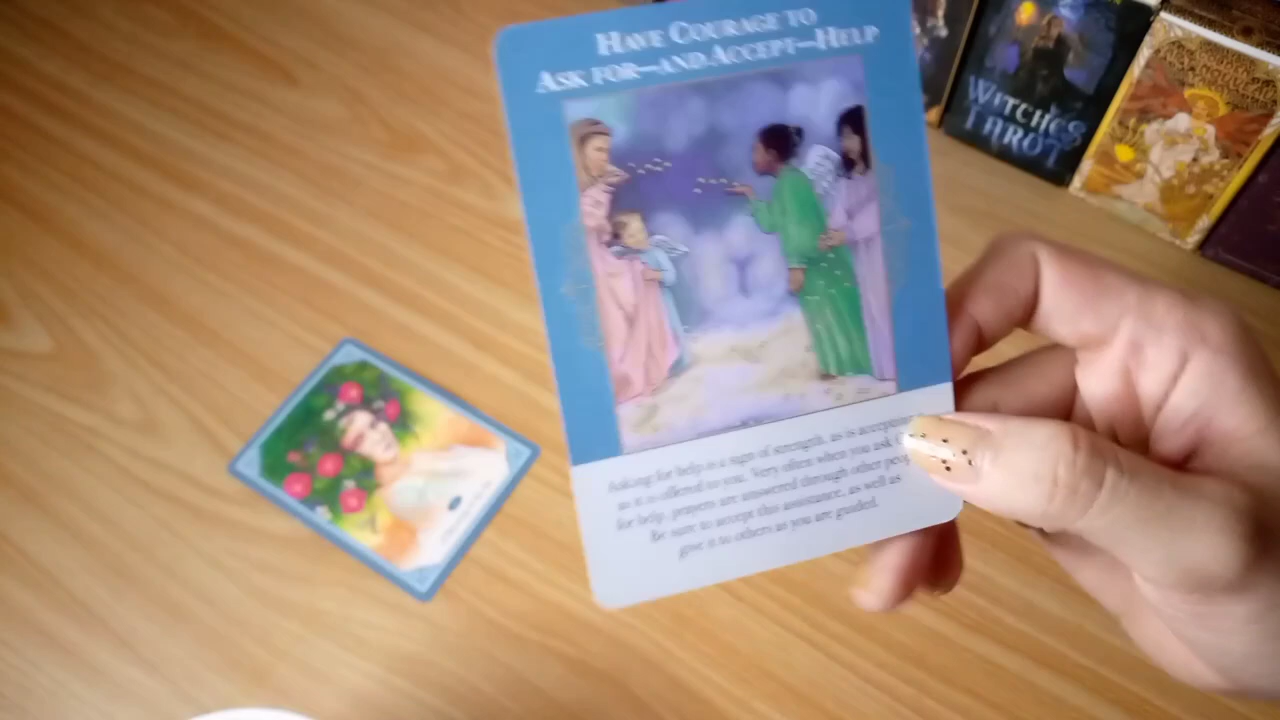 HAVE COURAGE TO
ASK FOR—AND ACCEPT—HELP
Asking for help is a sign of strength, as is accepting
as it is offered to you. Very often when you ask
for help, prayers are answered through other
Be sure to accept this assistance, as well as
give it to others as you are guided.
WITCHES
TAROT